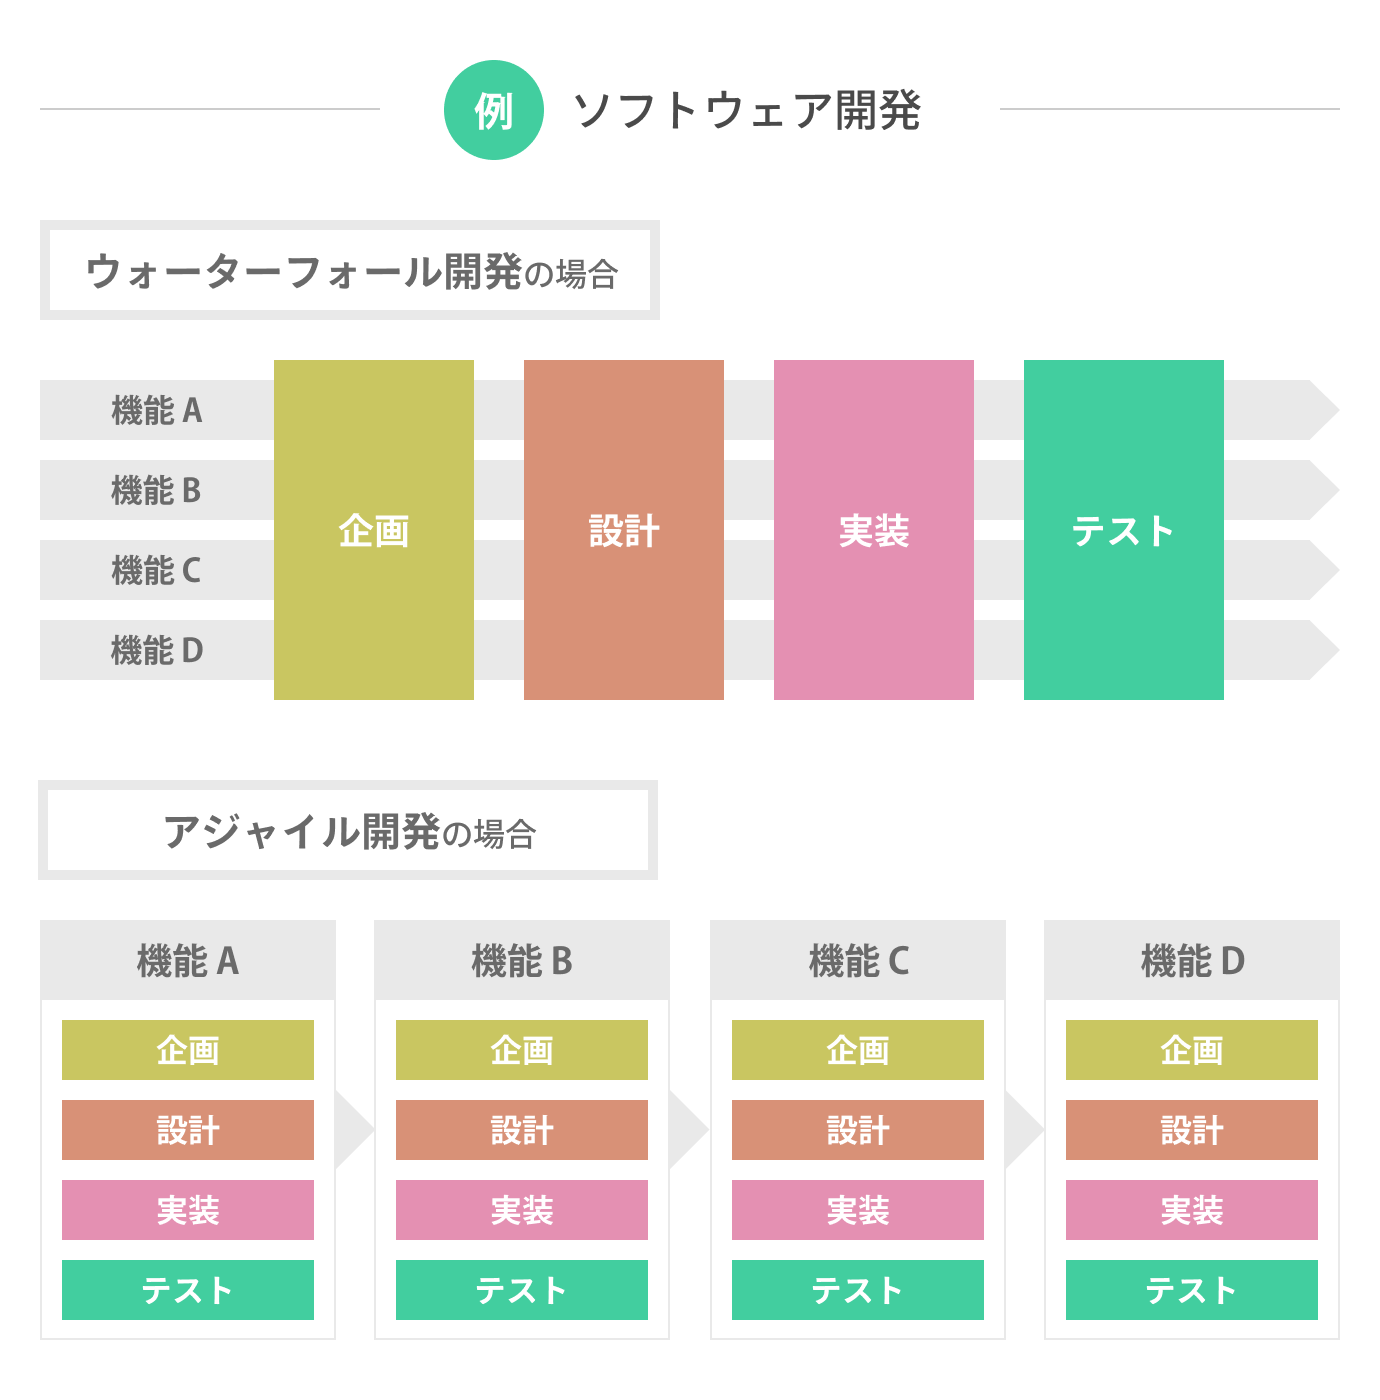 例 ソフトウェア開発
ウォーターフォール開発の場合
機能 A
機能 B
機能 C
機能 D
企画 設計 実装 テスト
アジャイル開発の場合
機能 A
企画
設計
実装
テスト
機能 B
企画
設計
実装
テスト
機能 C
企画
設計
実装
テスト
機能 D
企画
設計
実装
テスト